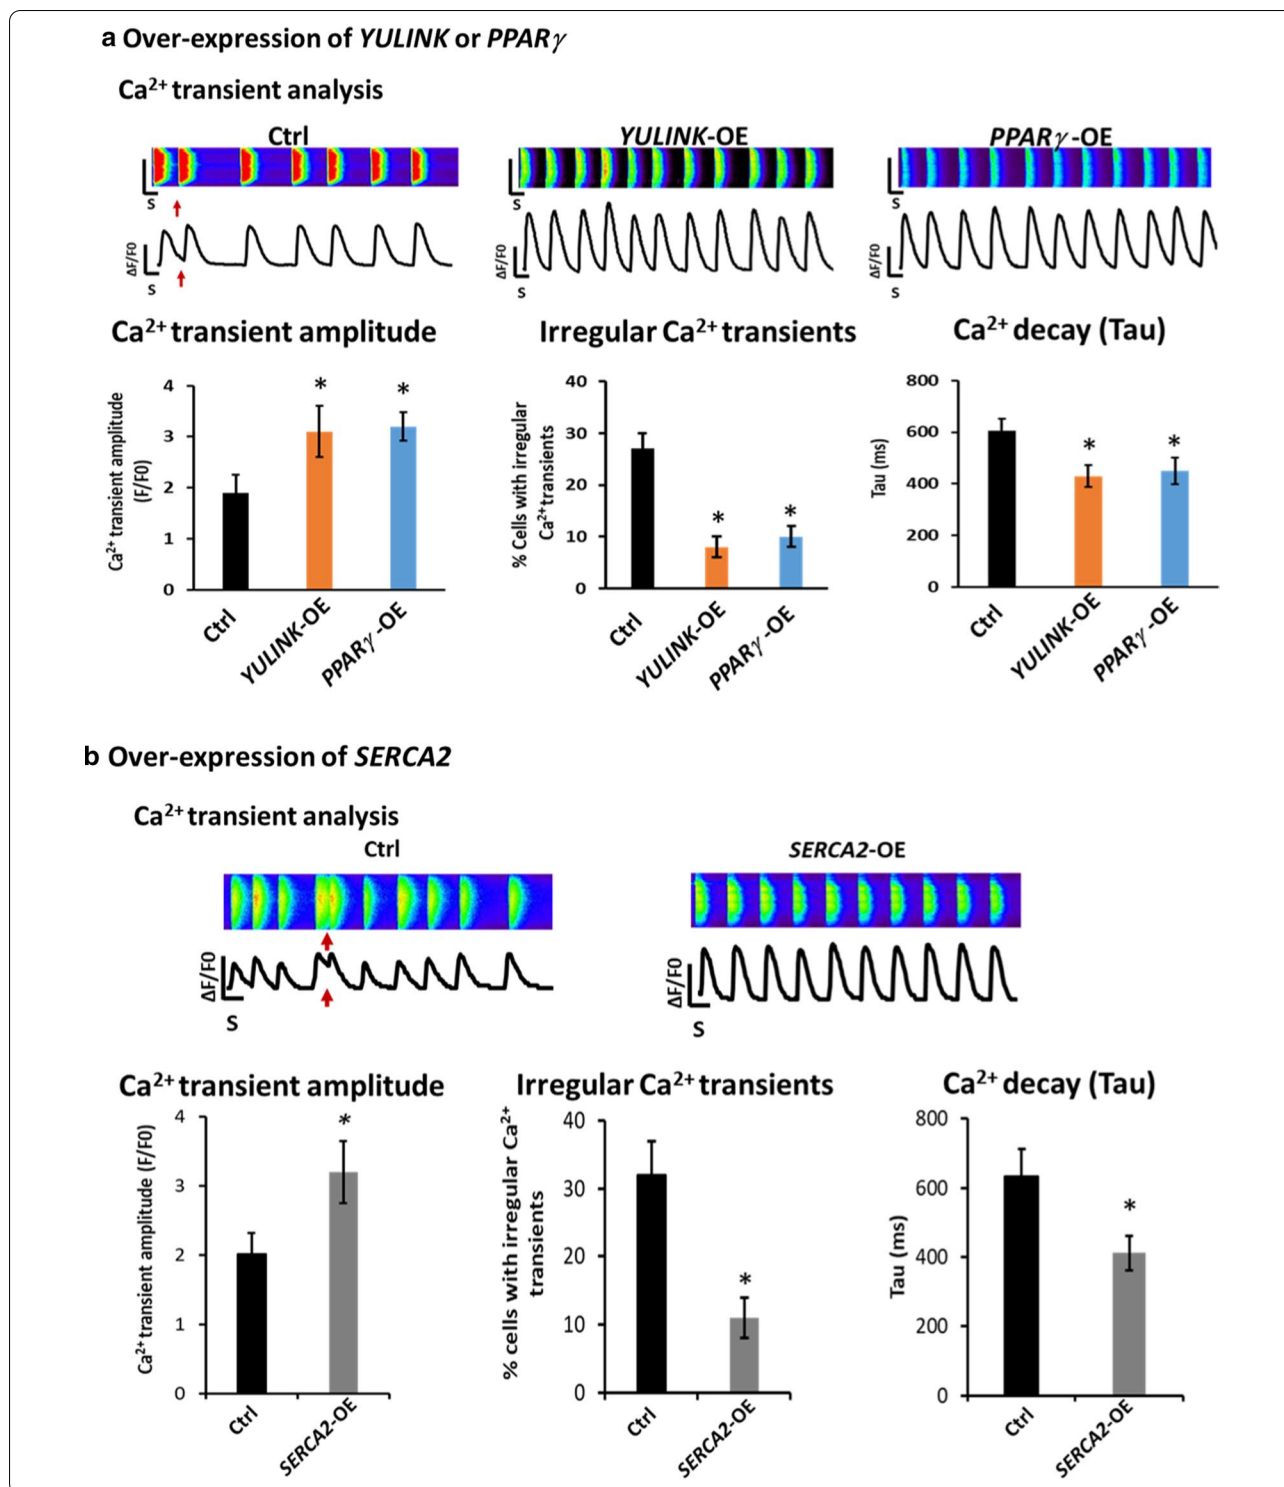 a Over-expression of YULINK or PPARγ
Ca2+ transient analysis
Ctrl
YULINK-OE
PPARγ-OE
S
S
S
ΔF/F0
ΔF/F0
ΔF/F0
S
S
S
Ca2+ transient amplitude
Irregular Ca2+ transients
Ca2+ decay (Tau)
Ca2+ transient amplitude
(F/F0)
4
3
2
1
0
*
*
Ctrl
YULINK-OE
PPARγ-OE
% Cells with irregular
Ca2+ transients
40
30
20
10
0
*
*
Ctrl
YULINK-OE
PPARγ-OE
Tau (ms)
800
600
400
200
0
*
*
Ctrl
YULINK-OE
PPARγ-OE
b Over-expression of SERCA2
Ca2+ transient analysis
Ctrl
SERCA2-OE
ΔF/F0
S
ΔF/F0
S
Ca2+ transient amplitude
Irregular Ca2+ transients
Ca2+ decay (Tau)
Ca2+ transient amplitude (F/F0)
4
3
2
1
0
*
Ctrl
SERCA2-OE
% cells with irregular Ca2+
transients
40
30
20
10
0
*
Ctrl
SERCA2-OE
Tau (ms)
800
600
400
200
0
*
Ctrl
SERCA2-OE